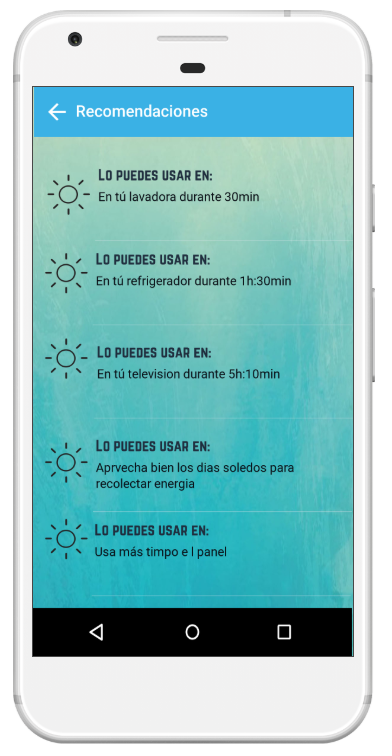 Recomendaciones
Lo puedes usar en:
En tú lavadora durante 30min
Lo puedes usar en:
En tú refrigerador durante 1h:30min
Lo puedes usar en:
En tú television durante 5h:10min
Lo puedes usar en:
Aprvecha bien los dias soledos para
recolectar energia
Lo puedes usar en:
Usa más timpo e l panel